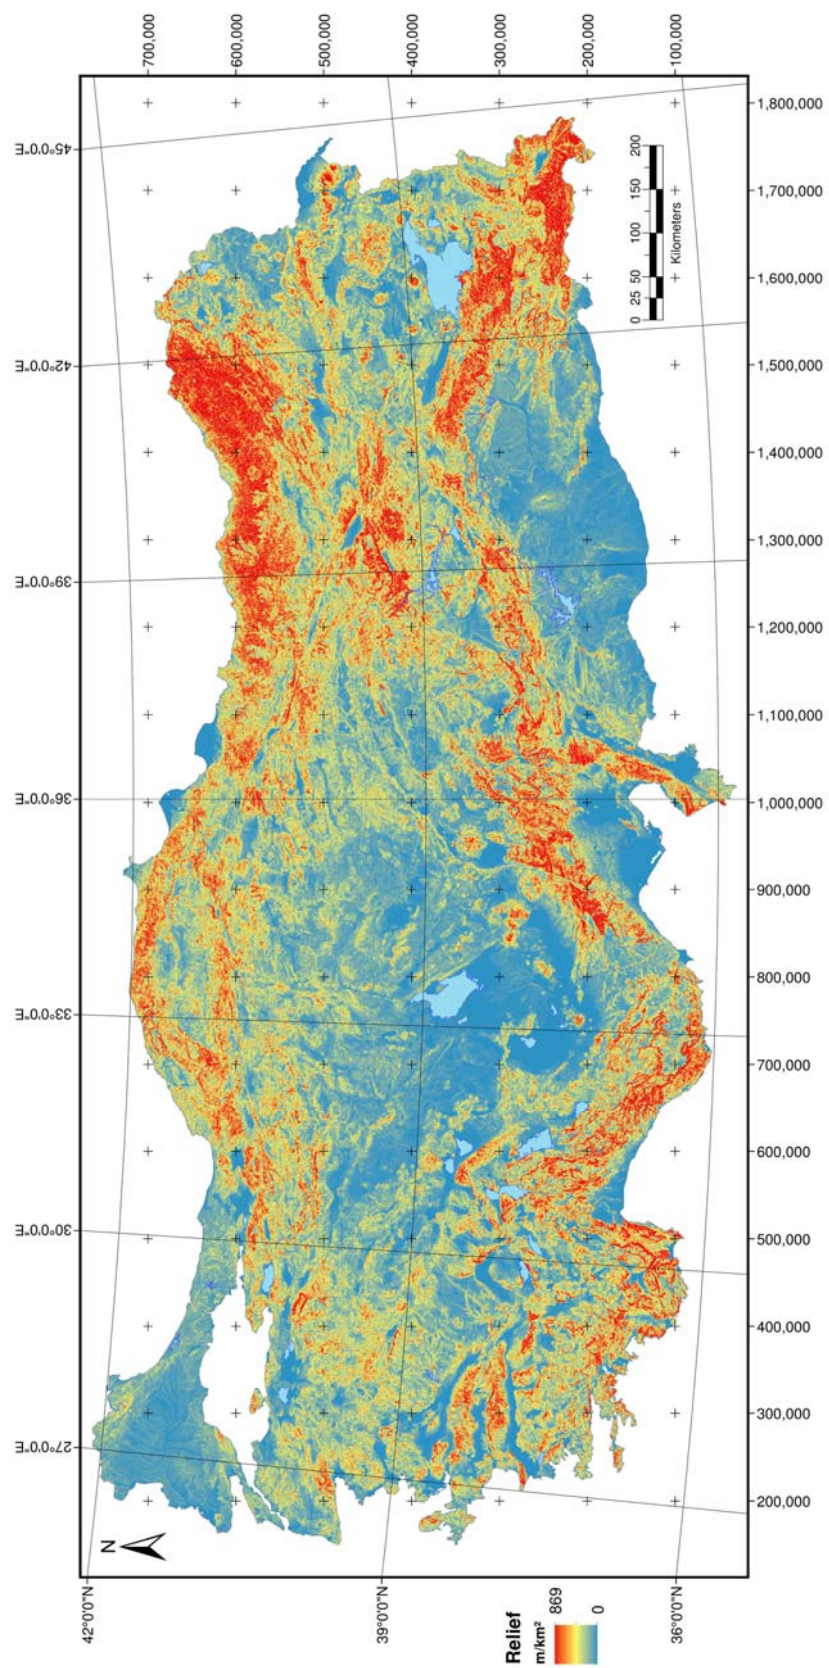 700,000
600,000
500,000
400,000
300,000
200,000
100,000
45°0'0"E
42°0'0"E
39°0'0"E
36°0'0"E
33°0'0"E
30°0'0"E
27°0'0"E
1,800,000
1,700,000
1,600,000
1,500,000
1,400,000
1,300,000
1,200,000
1,100,000
1,000,000
900,000
800,000
700,000
600,000
500,000
400,000
300,000
200,000
0 25 50 100 150 200
Kilometers
N
42°0'0"N
39°0'0"N
36°0'0"N
Relief
m/km²
869
0